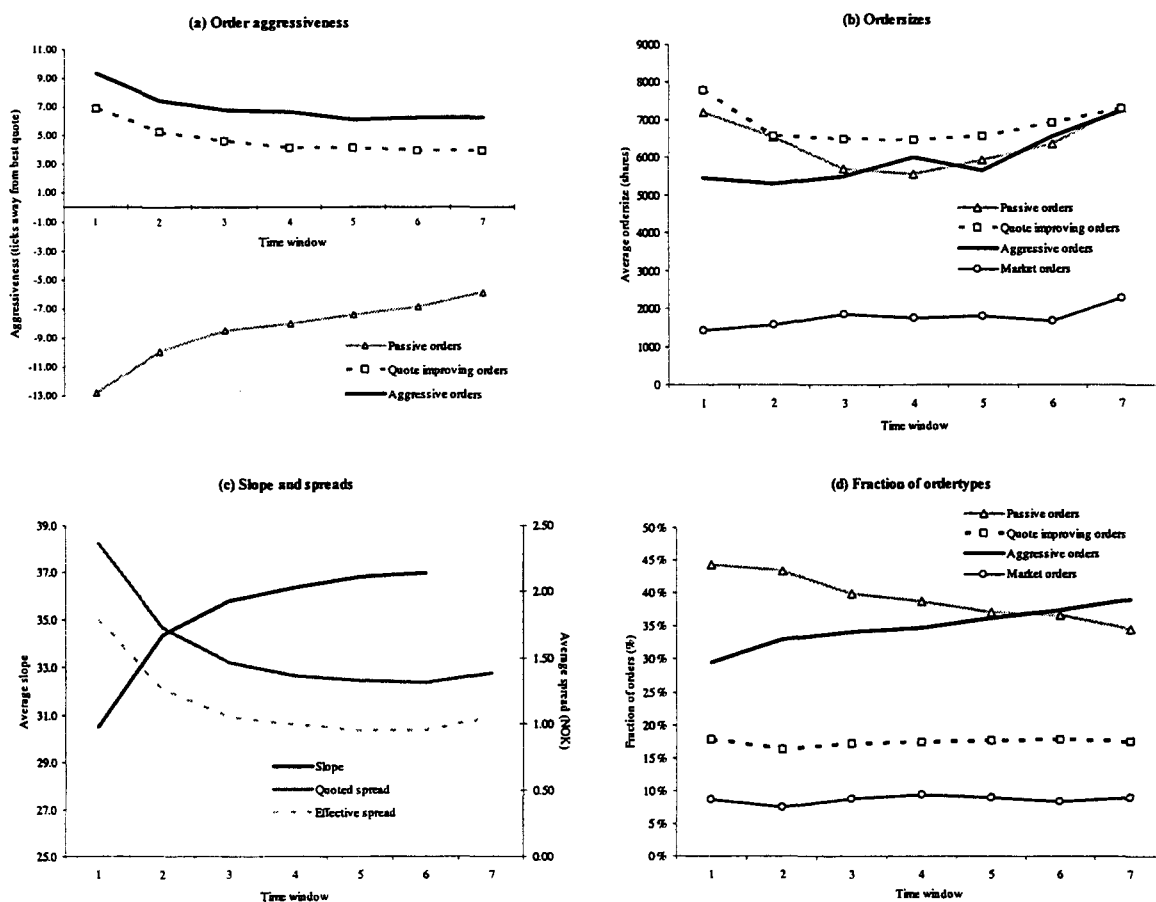 (a) Order aggressiveness
11.00
9.00
7.00
5.00
3.00
1.00
-1.00
-3.00
-5.00
-7.00
-9.00
-11.00
-13.00
Aggressiveness (ticks away from best quote)
1 2 3 4 5 6 7
Time window
Passive orders
Quote improving orders
Aggressive orders
(b) Ordersizes
9000
8000
7000
6000
5000
4000
3000
2000
1000
0
Average ordersize (shares)
Passive orders
Quote improving orders
Aggressive orders
Market orders
1 2 3 4 5 6 7
Time window
(c) Slope and spreads
39.0
37.0
35.0
33.0
31.0
29.0
27.0
25.0
Average slope
2.50
2.00
1.50
1.00
0.50
0.00
Average spread (NOK)
Slope
Quoted spread
Effective spread
1 2 3 4 5 6 7
Time window
(d) Fraction of ordertypes
Passive orders
Quote improving orders
Aggressive orders
Market orders
50%
45%
40%
35%
30%
25%
20%
15%
10%
5%
0%
Fraction of orders (%)
1 2 3 4 5 6 7
Time window